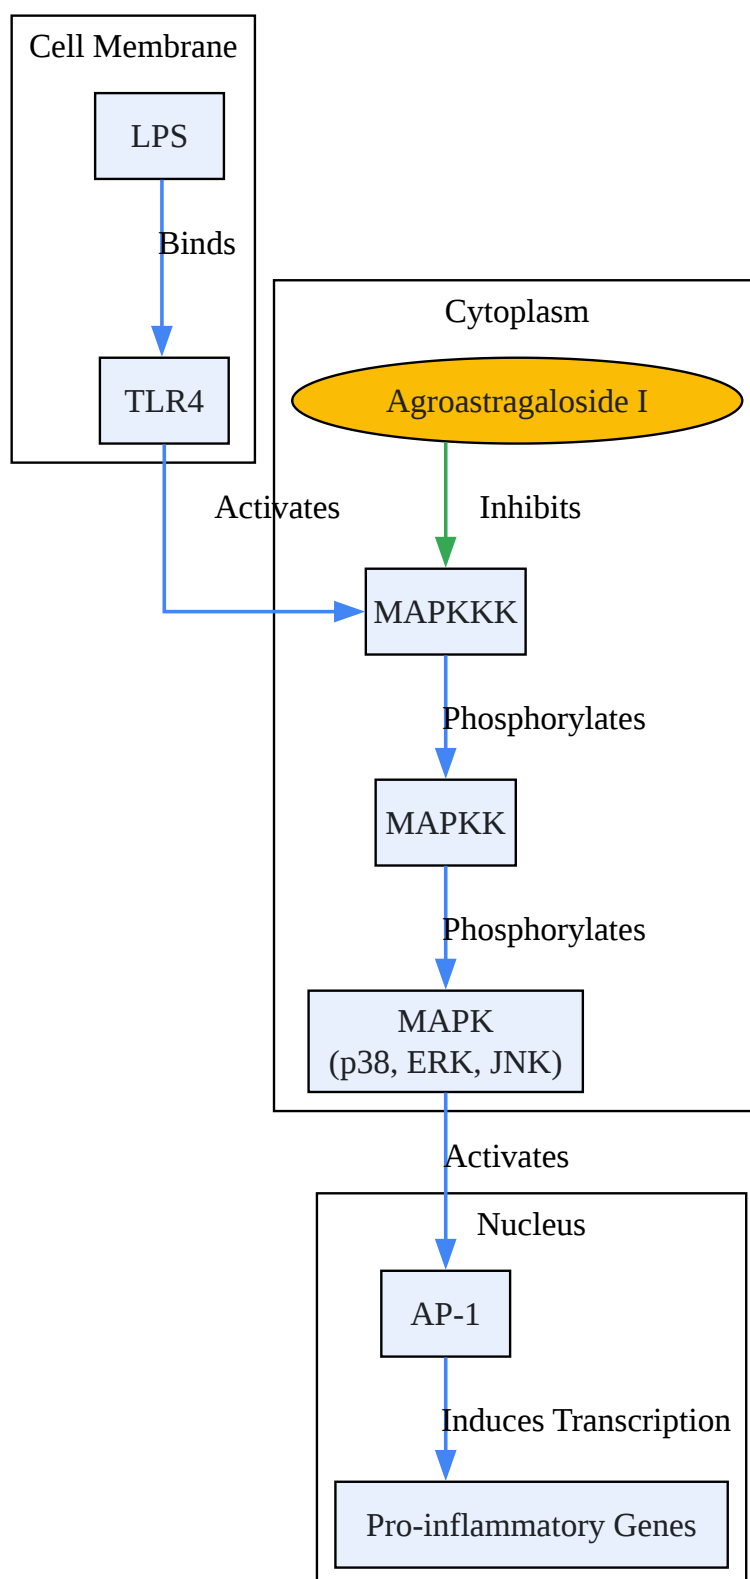 Cell Membrane
LPS
Binds
Cytoplasm
TLR4
Agroastragaloside I
Activates
Inhibits
MAPKKK
Phosphorylates
MAPKK
Phosphorylates
MAPK
(p38, ERK, JNK)
Activates
Nucleus
AP-1
Induces Transcription
Pro-inflammatory Genes